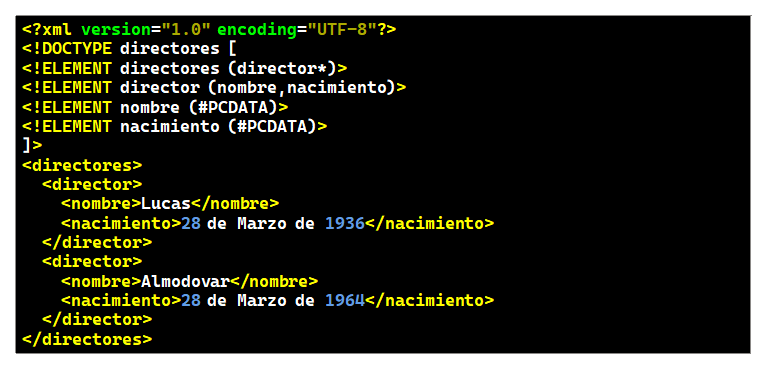 <?xml version="1.0" encoding="UTF-8"?>
<!DOCTYPE directores [
<!ELEMENT directores (director*)>
<!ELEMENT director (nombre,nacimiento)>
<!ELEMENT nombre (#PCDATA)>
<!ELEMENT nacimiento (#PCDATA)>
]>
<directores>
  <director>
    <nombre>Lucas</nombre>
    <nacimiento>28 de Marzo de 1936</nacimiento>
  </director>
  <director>
    <nombre>Almodovar</nombre>
    <nacimiento>28 de Marzo de 1964</nacimiento>
  </director>
</directores>